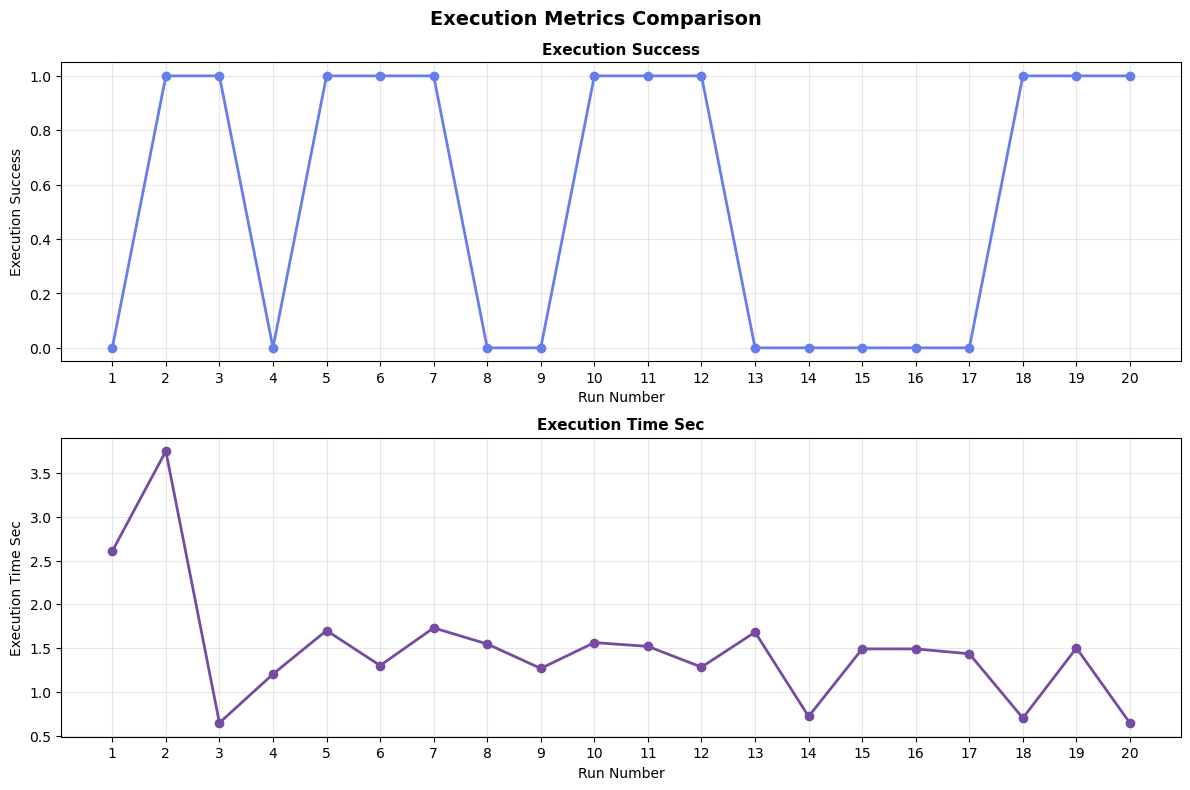 Execution Metrics Comparison
Execution Success
Execution Success
1.0
0.8
0.6
0.4
0.2
0.0
1 2 3 4 5 6 7 8 9 10 11 12 13 14 15 16 17 18 19 20
Run Number
Execution Time Sec
Execution Time Sec
3.5
3.0
2.5
2.0
1.5
1.0
0.5
1 2 3 4 5 6 7 8 9 10 11 12 13 14 15 16 17 18 19 20
Run Number